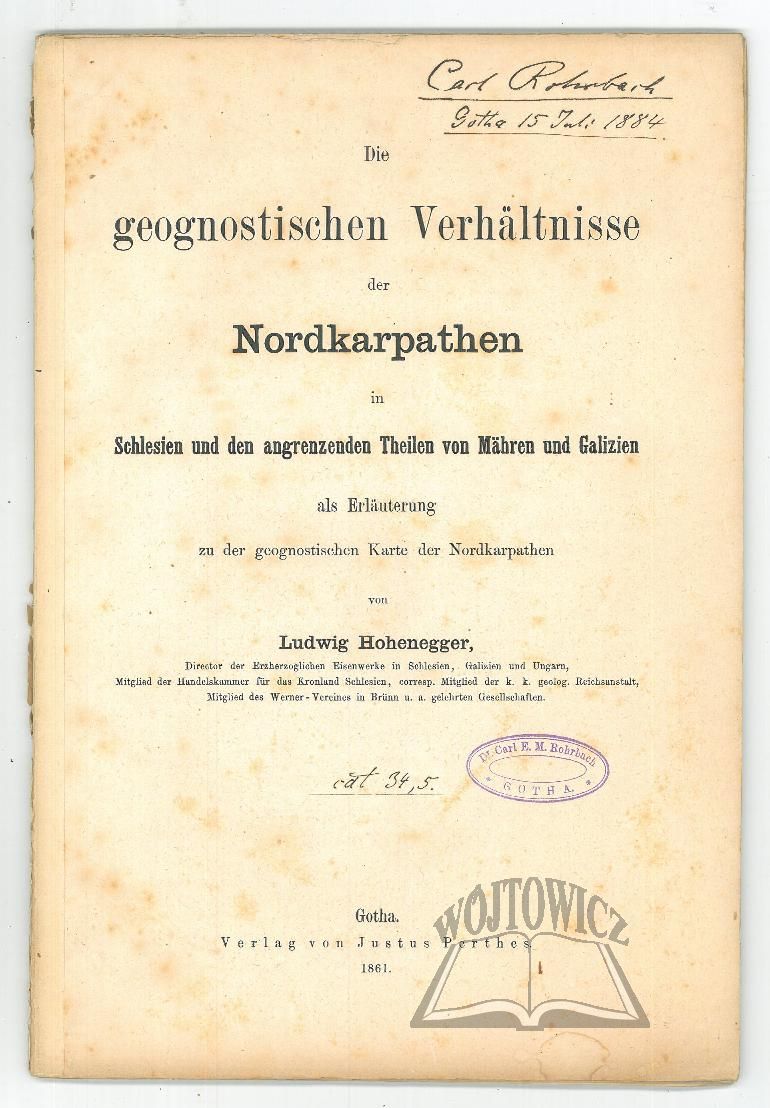 Carl Rohrbach
Gotha 15 Juli 1884.
Die
geognostischen Verhältnisse
der
Nordkarpathen
in
Schlesien und den angrenzenden Theilen von Mähren und Galizien
als Erläuterung
zu der geognostischen Karte der Nordkarpathen
von
Ludwig Hohenegger,
Director der Erzherzoglichen Eisenwerke in Schlesien, Galizien und Ungarn,
Mitglied der Handelskammer für das Kronland Schlesien, corresp. Mitglied der k. k. geolog. Reichsanstalt,
Mitglied des Werner-Vereines in Brünn u. a. gelehrten Gesellschaften.
cat 34,5.
Dr. Carl E. M. Rohrbach
* GOTHA. *
Gotha.
Verlag von Justus Perthes
1861.
WÓJTOWICZ